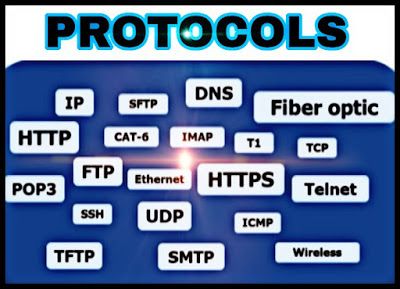 PROTOCOLS
IP
SFTP
DNS
Fiber optic
HTTP
CAT-6
IMAP
T1
TCP
POP3
FTP
Ethernet
HTTPS
Telnet
SSH
UDP
ICMP
TFTP
SMTP
Wireless